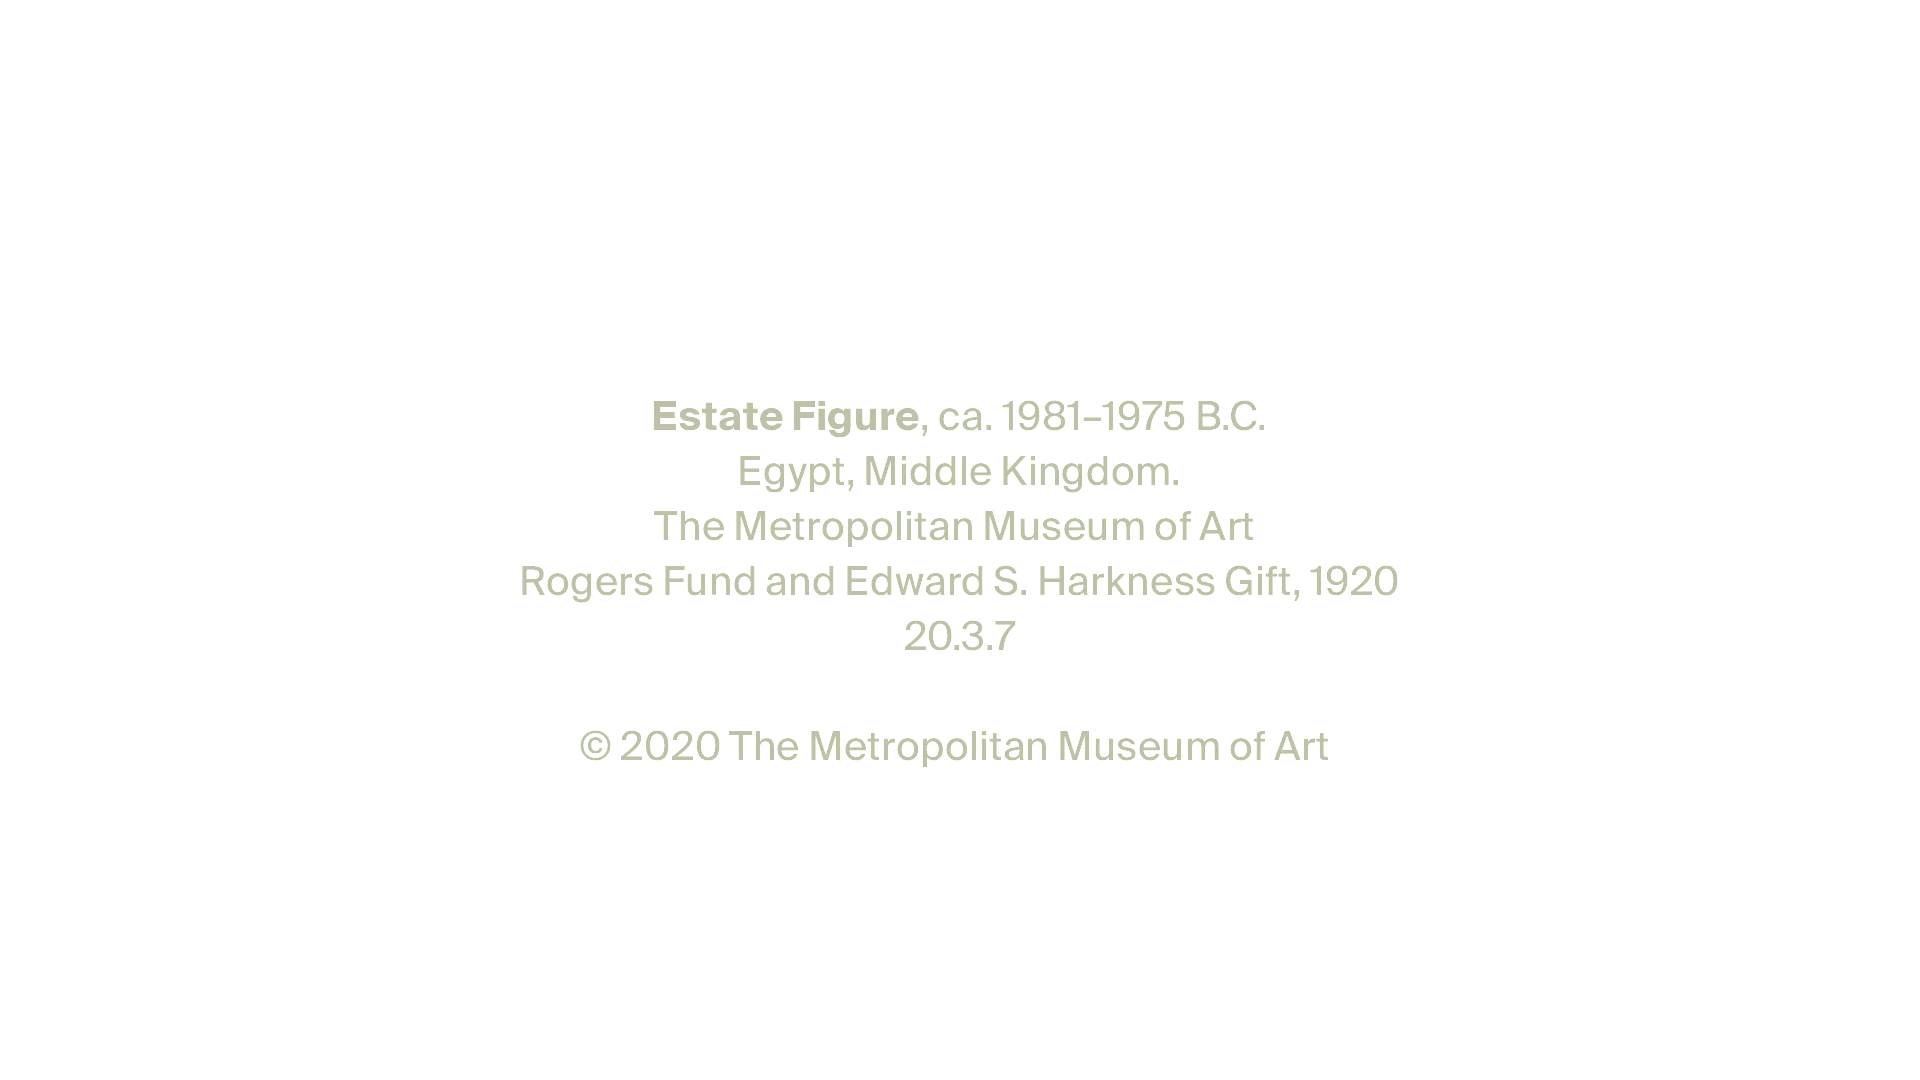 Estate Figure, ca. 1981–1975 B.C.
Egypt, Middle Kingdom.
The Metropolitan Museum of Art
Rogers Fund and Edward S. Harkness Gift, 1920
20.3.7
© 2020 The Metropolitan Museum of Art